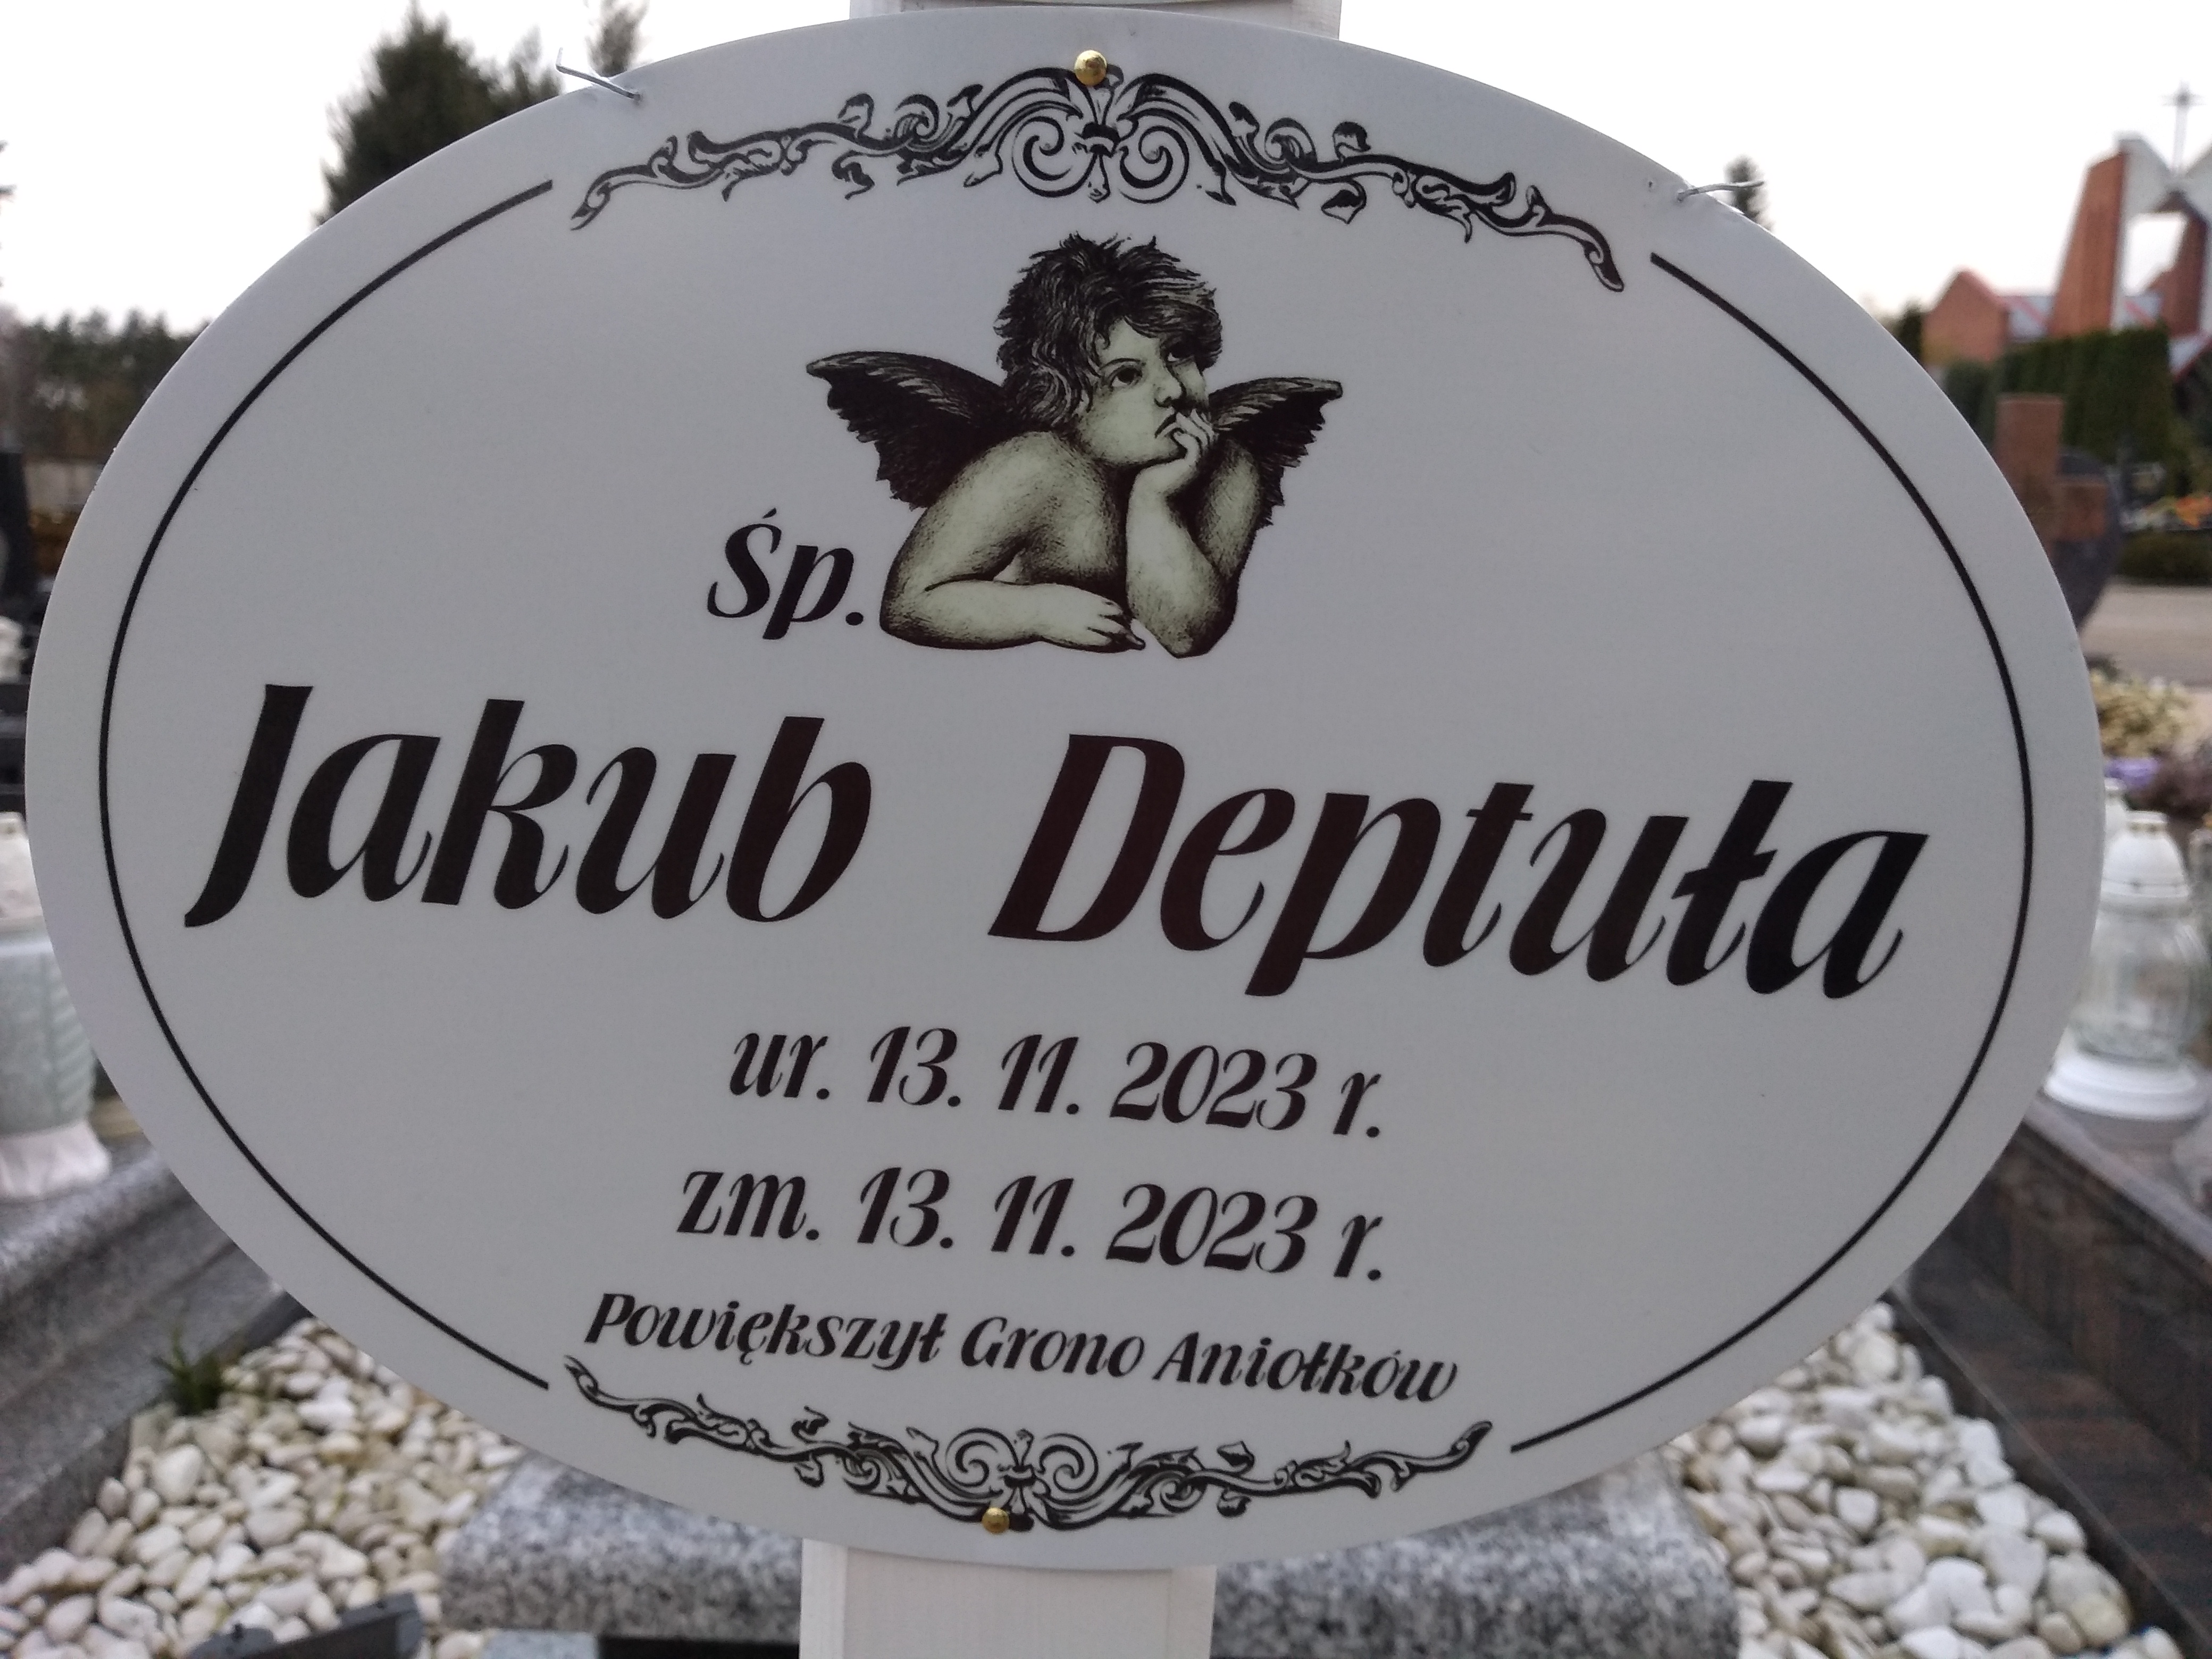 Śp.
Jakub Deptuła
ur. 13. 11. 2023 r.
zm. 13. 11. 2023 r.
Powiększył Grono Aniołków